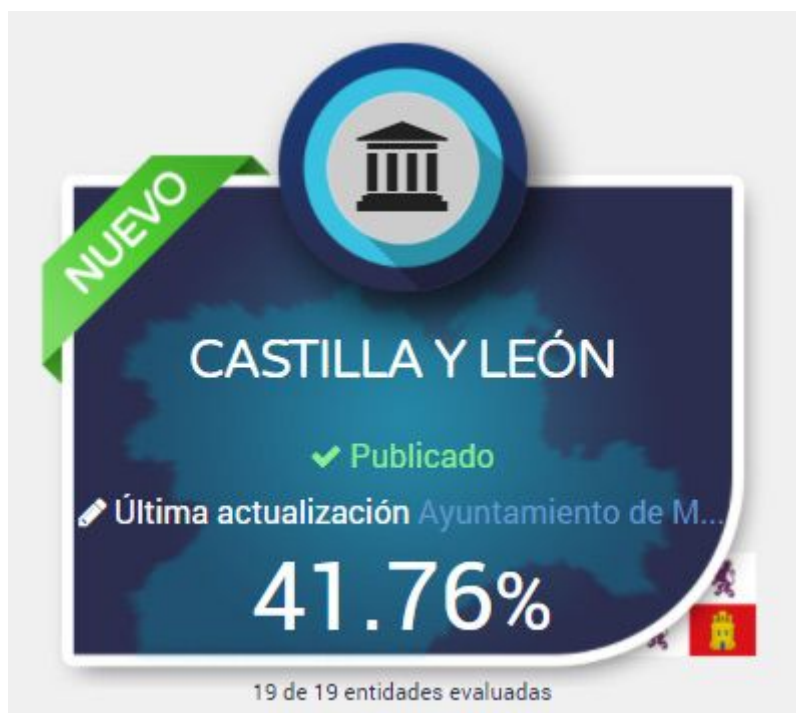 NUEVO
CASTILLA Y LEÓN
✔ Publicado
Última actualización Ayuntamiento de M...
41.76%
19 de 19 entidades evaluadas